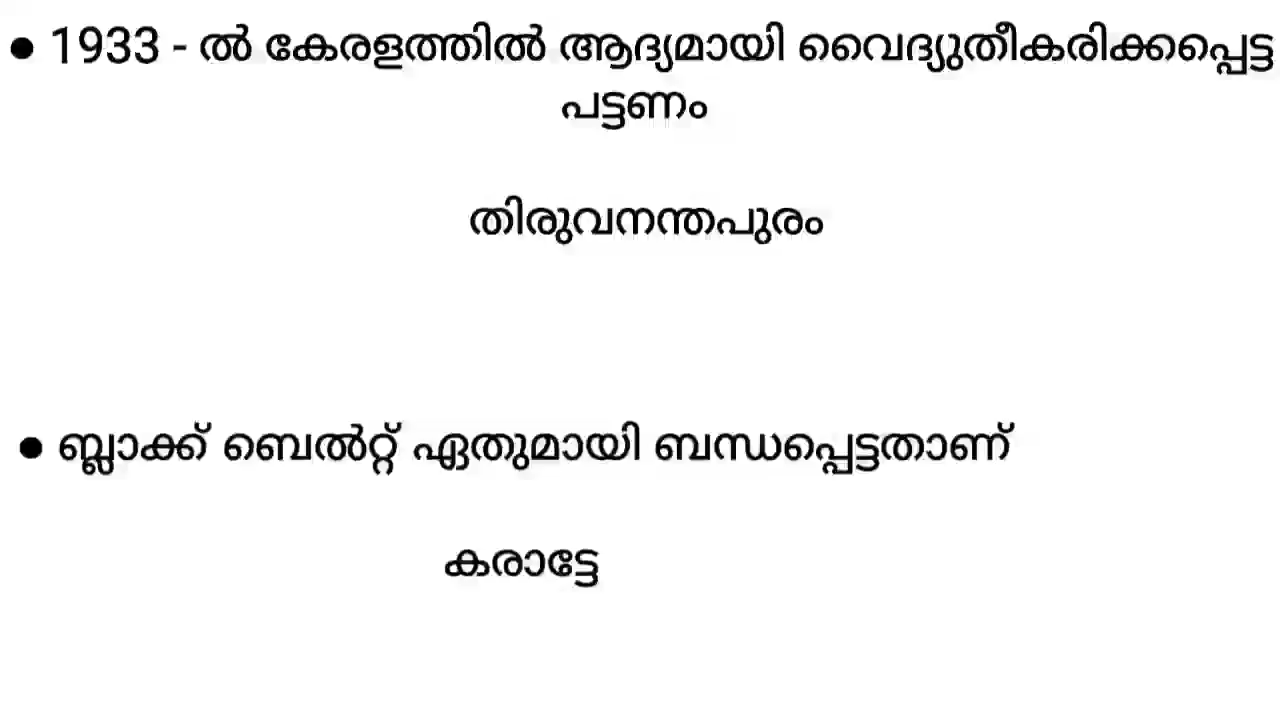 ● 1933 - ൽ കേരളത്തിൽ ആദ്യമായി വൈദ്യുതീകരിക്കപ്പെട്ട
പട്ടണം
തിരുവനന്തപുരം
● ബ്ലാക്ക് ബെൽറ്റ് ഏതുമായി ബന്ധപ്പെട്ടതാണ്
കരാട്ടേ